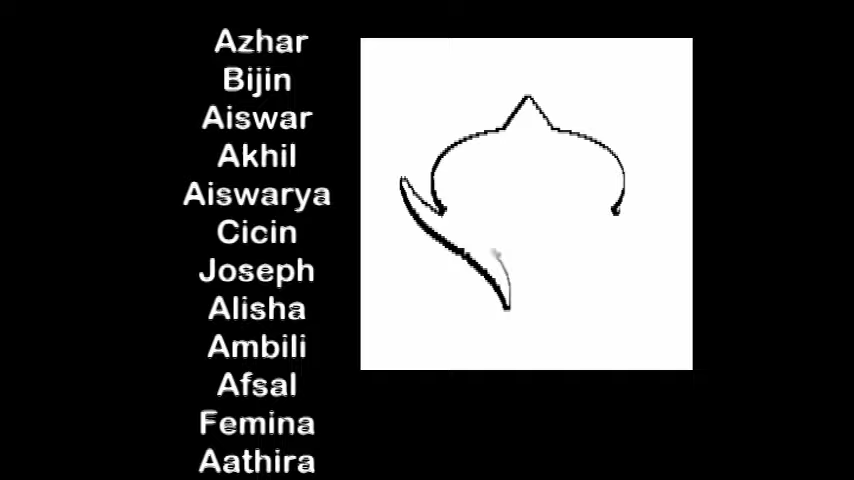 Azhar
Bijin
Aiswar
Akhil
Aiswarya
Cicin
Joseph
Alisha
Ambili
Afsal
Femina
Aathira